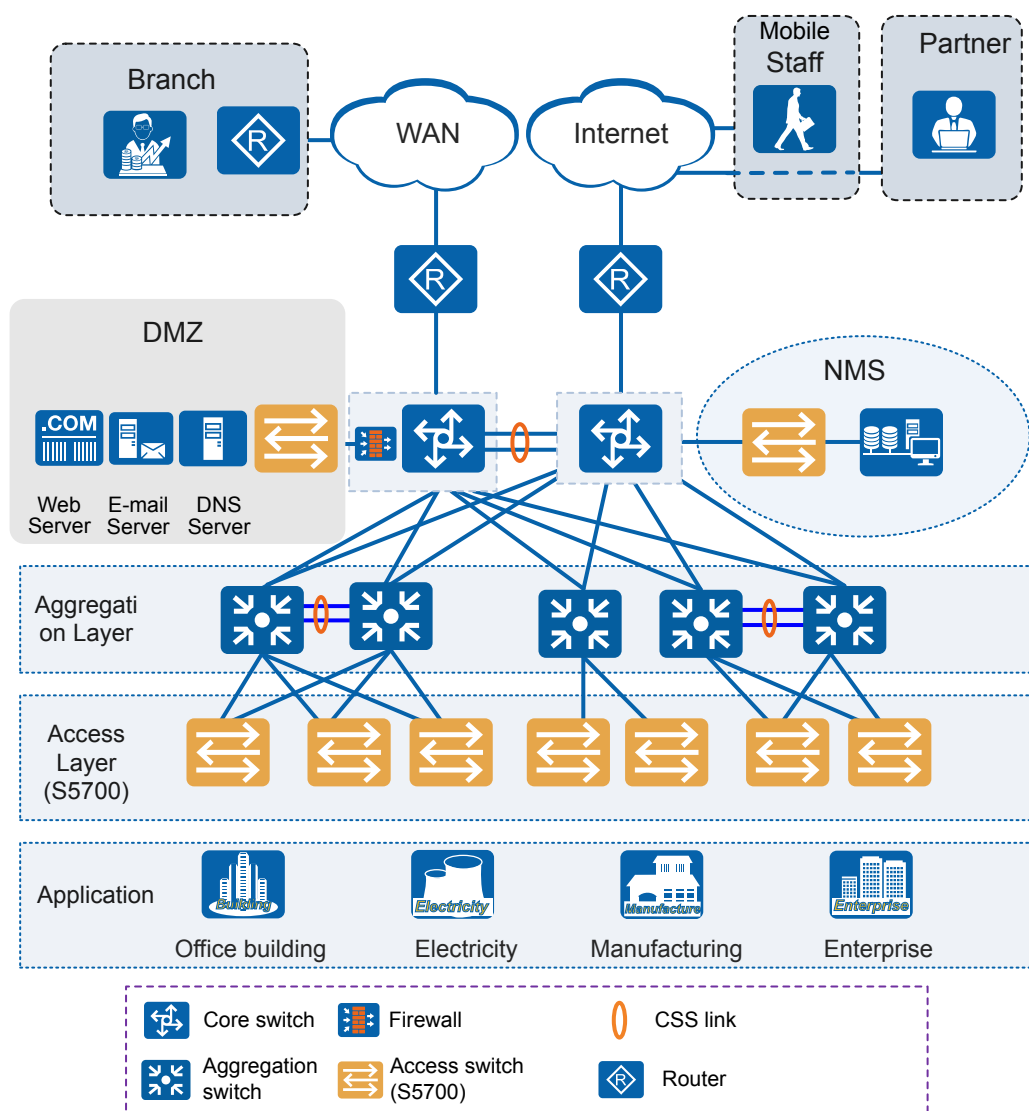 Branch
WAN
Internet
Mobile
Staff
Partner
R
R
R
DMZ
NMS
.COM
Web
Server
E-mail
Server
DNS
Server
Aggregati
on Layer
Access
Layer
(S5700)
Application
Building
Electricity
Manufacture
Enterprise
Office building
Electricity
Manufacturing
Enterprise
Core switch
Firewall
CSS link
Aggregation
switch
Access switch
(S5700)
R
Router